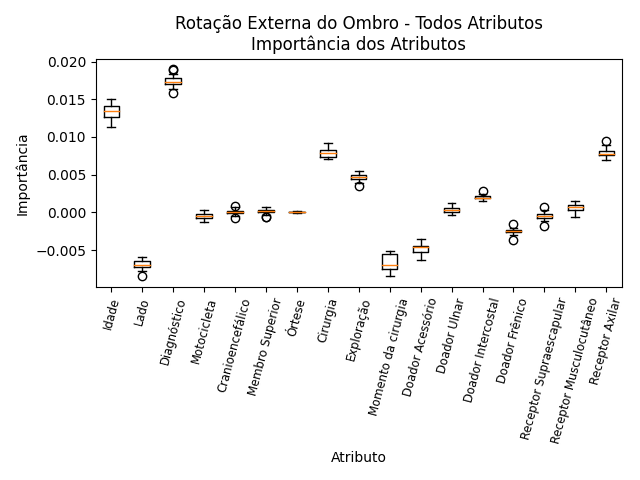 Rotação Externa do Ombro - Todos Atributos
Importância dos Atributos
Importância
0.020
0.015
0.010
0.005
0.000
−0.005
Idade
Lado
Diagnóstico
Motocicleta
Cranioencefálico
Membro Superior
Órtese
Cirurgia
Exploração
Momento da cirurgia
Doador Acessório
Doador Ulnar
Doador Intercostal
Doador Frênico
Receptor Supraescapular
Receptor Musculocutâneo
Receptor Axilar
Atributo